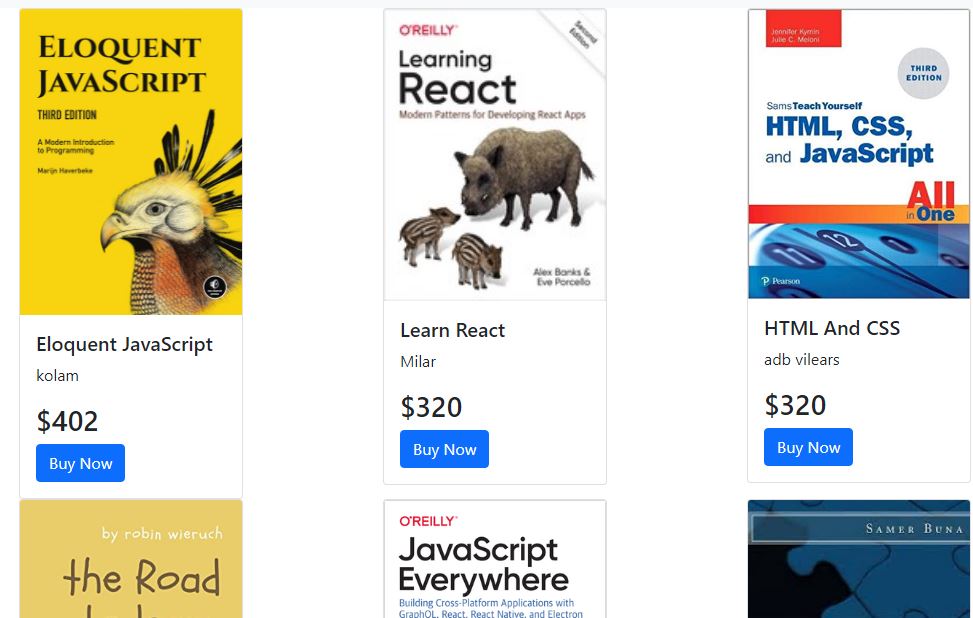 ELOQUENT
JAVASCRIPT
THIRD EDITION
A Modern Introduction
to Programming
Marijn Haverbeke
Eloquent JavaScript
kolam
$402
Buy Now
O'REILLY
Second
Edition
Learning
React
Modern Patterns for Developing React Apps
Alex Banks &
Eve Porcello
Learn React
Milar
$320
Buy Now
Jennifer Kymin
Julie C. Meloni
THIRD
EDITION
Sams Teach Yourself
HTML, CSS,
and JavaScript
All
in One
11
12
Pearson
HTML And CSS
adb vilears
$320
Buy Now
by robin wieruch
the Road
O'REILLY
JavaScript
Everywhere
Building Cross-Platform Applications with
GraphQL, React, React Native, and Electron
SAMER BUNA